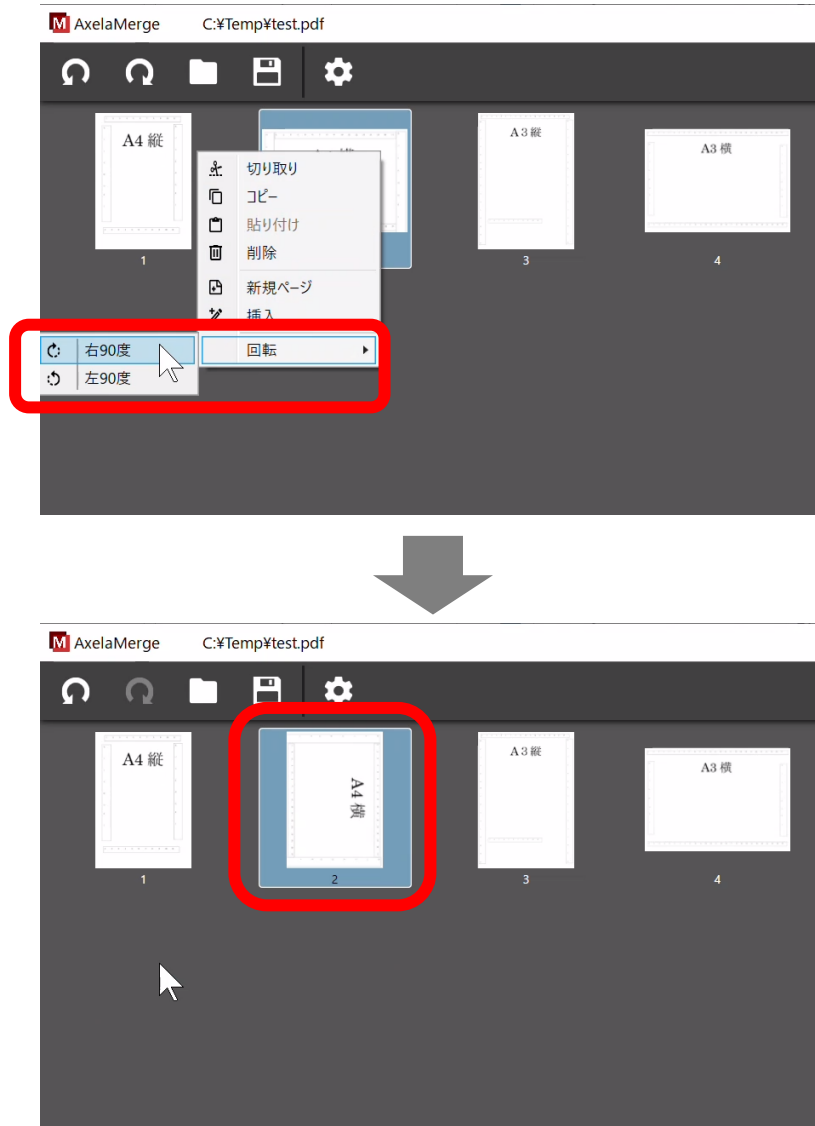 AxelaMerge C:¥Temp¥test.pdf
A4 縦
A3 縦
A3 横
切り取り
コピー
貼り付け
削除
新規ページ
挿入
回転
右90度
左90度
1
3
4
AxelaMerge C:¥Temp¥test.pdf
A4 縦
A4 横
A3 縦
A3 横
1
2
3
4